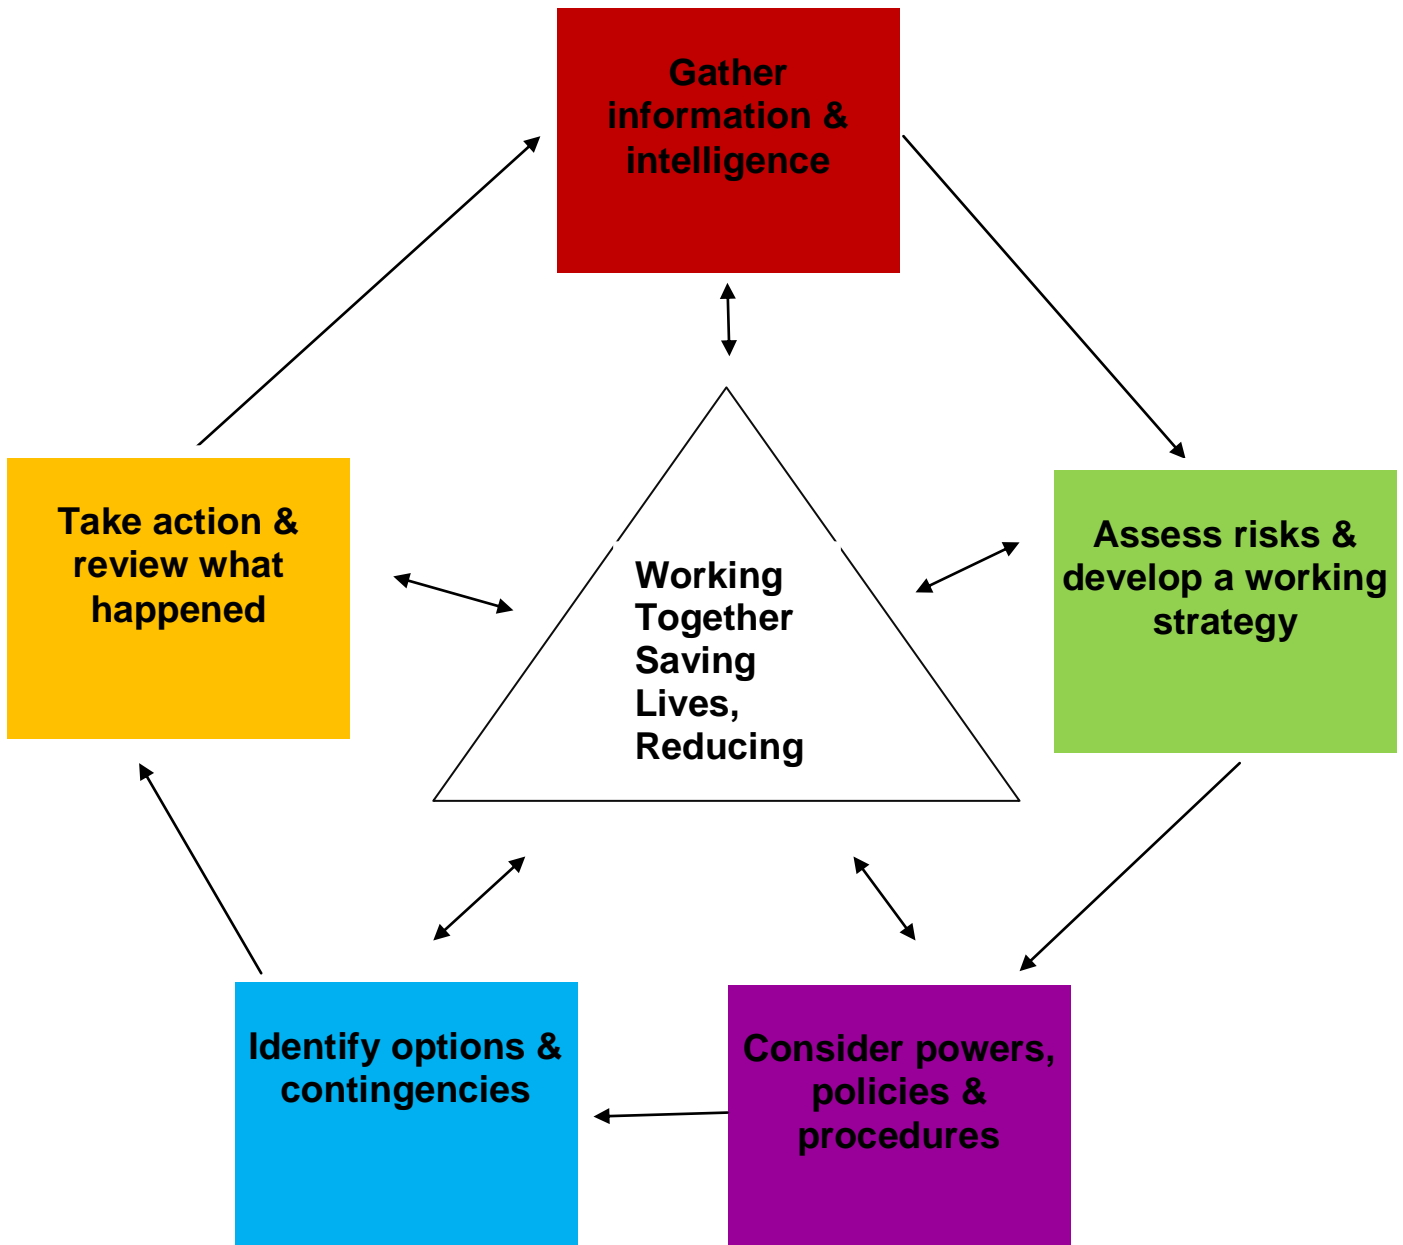 Gather
information &
intelligence
Take action &
review what
happened
Working
Together
Saving
Lives,
Reducing
Assess risks &
develop a working
strategy
Identify options &
contingencies
Consider powers,
policies &
procedures